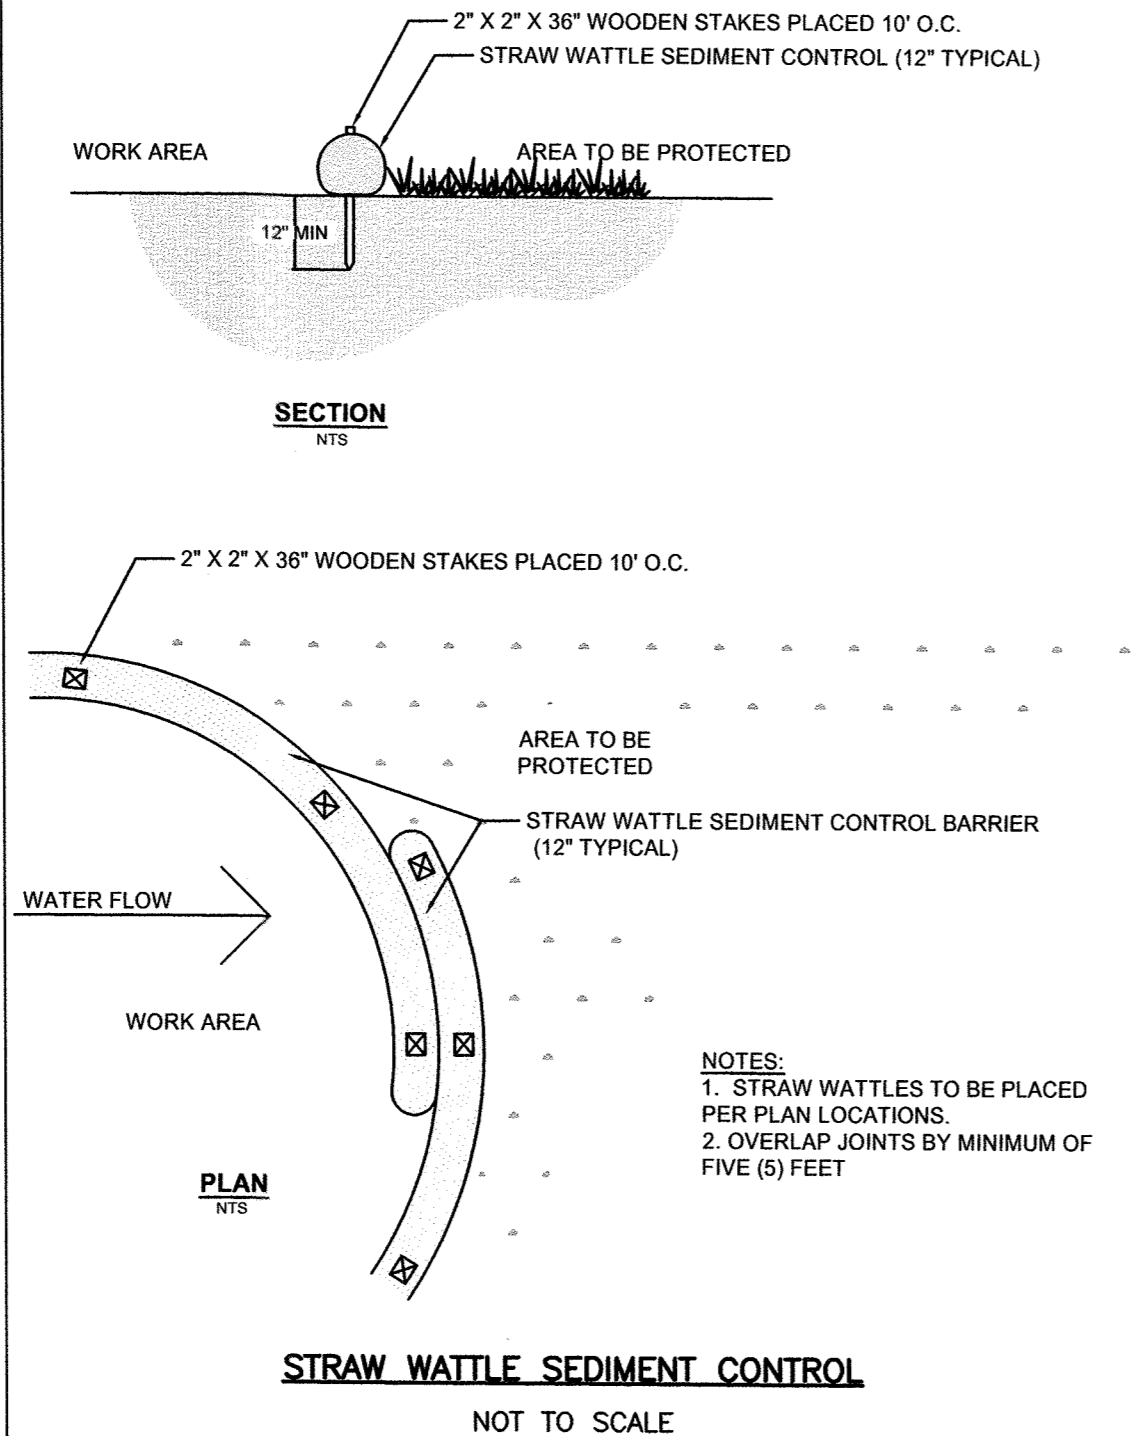 2" X 2" X 36" WOODEN STAKES PLACED 10' O.C.
STRAW WATTLE SEDIMENT CONTROL (12" TYPICAL)
WORK AREA
AREA TO BE PROTECTED
12" MIN
SECTION
NTS
2" X 2" X 36" WOODEN STAKES PLACED 10' O.C.
AREA TO BE
PROTECTED
STRAW WATTLE SEDIMENT CONTROL BARRIER
(12" TYPICAL)
WATER FLOW
WORK AREA
NOTES:
1. STRAW WATTLES TO BE PLACED
PER PLAN LOCATIONS.
2. OVERLAP JOINTS BY MINIMUM OF
FIVE (5) FEET
PLAN
NTS
STRAW WATTLE SEDIMENT CONTROL
NOT TO SCALE